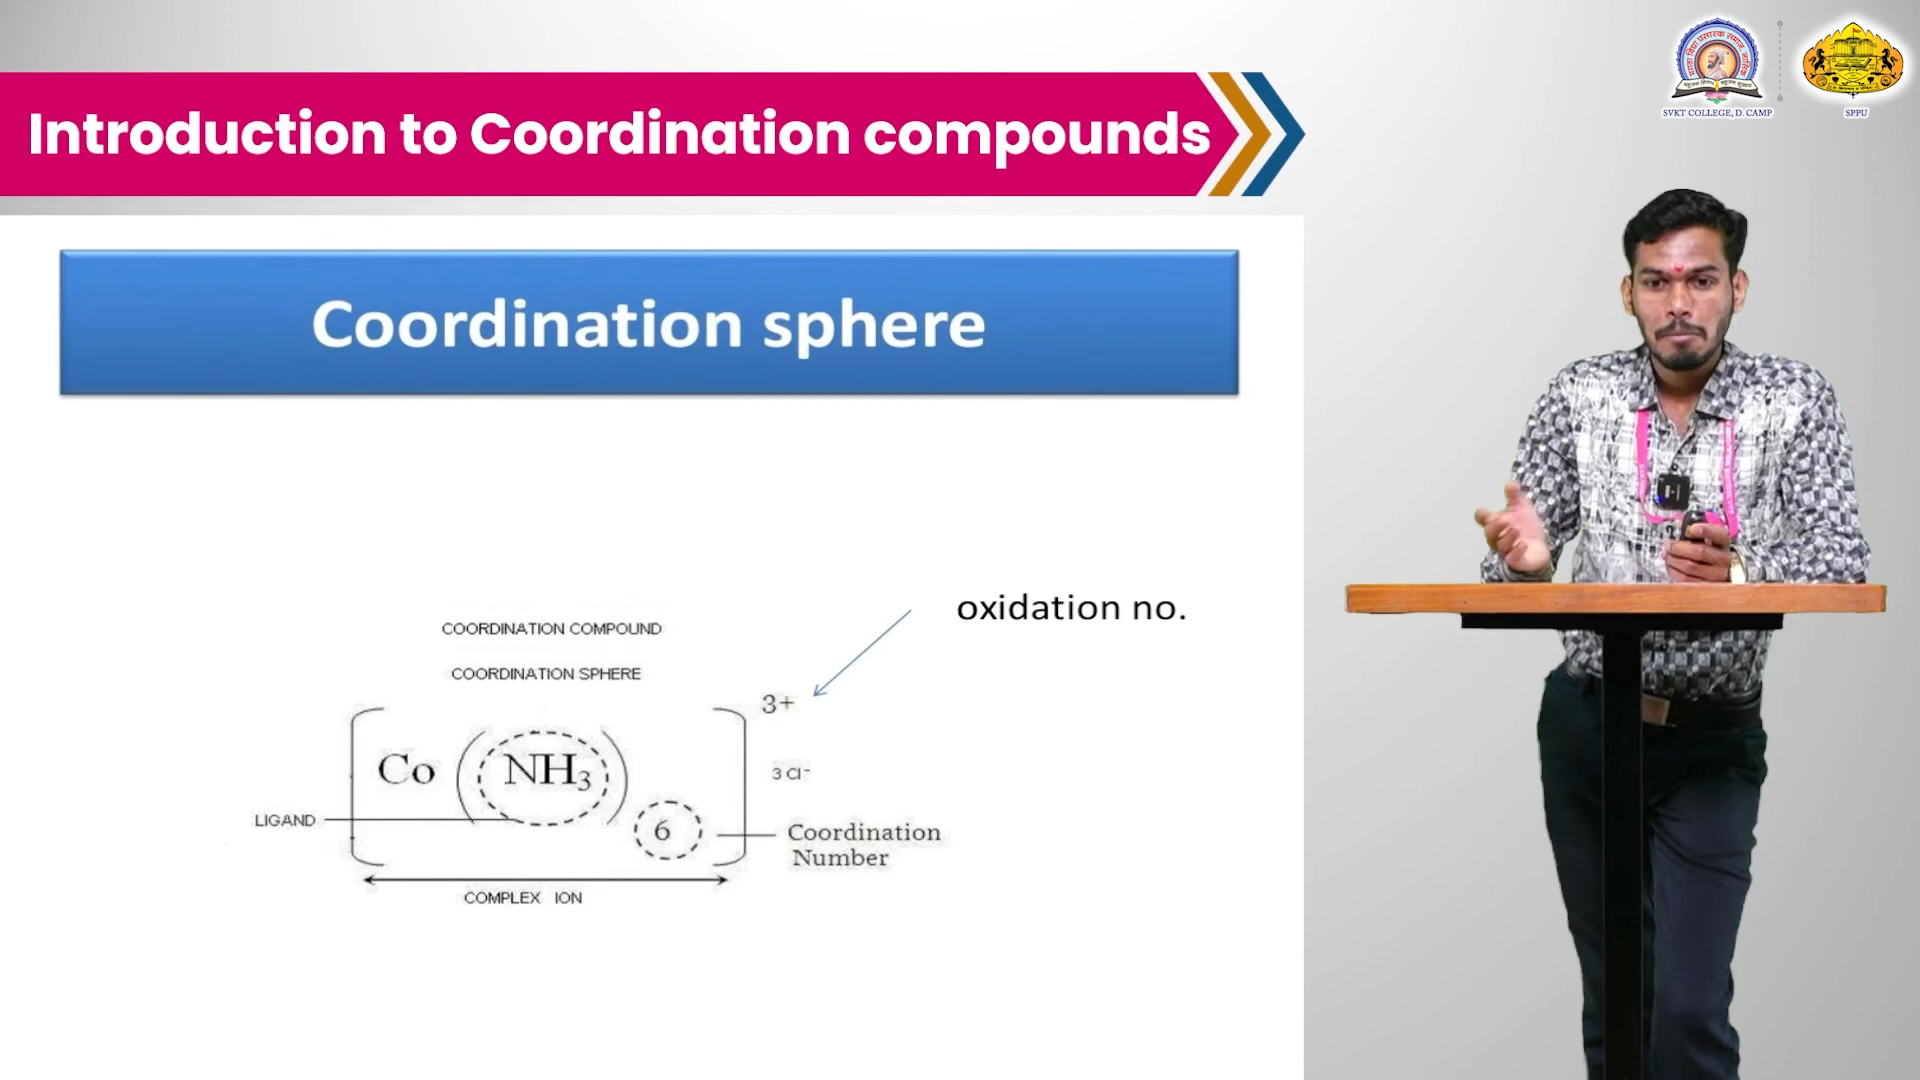 Introduction to Coordination compounds
SVKT COLLEGE, D. CAMP
SPPU
Coordination sphere
oxidation no.
COORDINATION COMPOUND
COORDINATION SPHERE
3+
Co (NH₃)
3 Cl⁻
LIGAND
6
Coordination
Number
COMPLEX ION